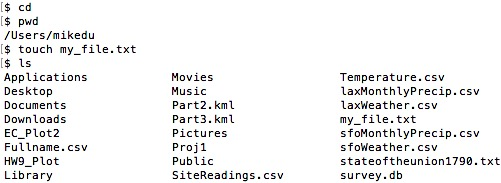 $ cd
$ pwd
/Users/mikedu
$ touch my_file.txt
$ ls
Applications Movies Temperature.csv
Desktop Music laxMonthlyPrecip.csv
Documents Part2.kml laxWeather.csv
Downloads Part3.kml my_file.txt
EC_Plot2 Pictures sfoMonthlyPrecip.csv
Fullname.csv Proj1 sfoWeather.csv
HW9_Plot Public stateoftheunion1790.txt
Library SiteReadings.csv survey.db